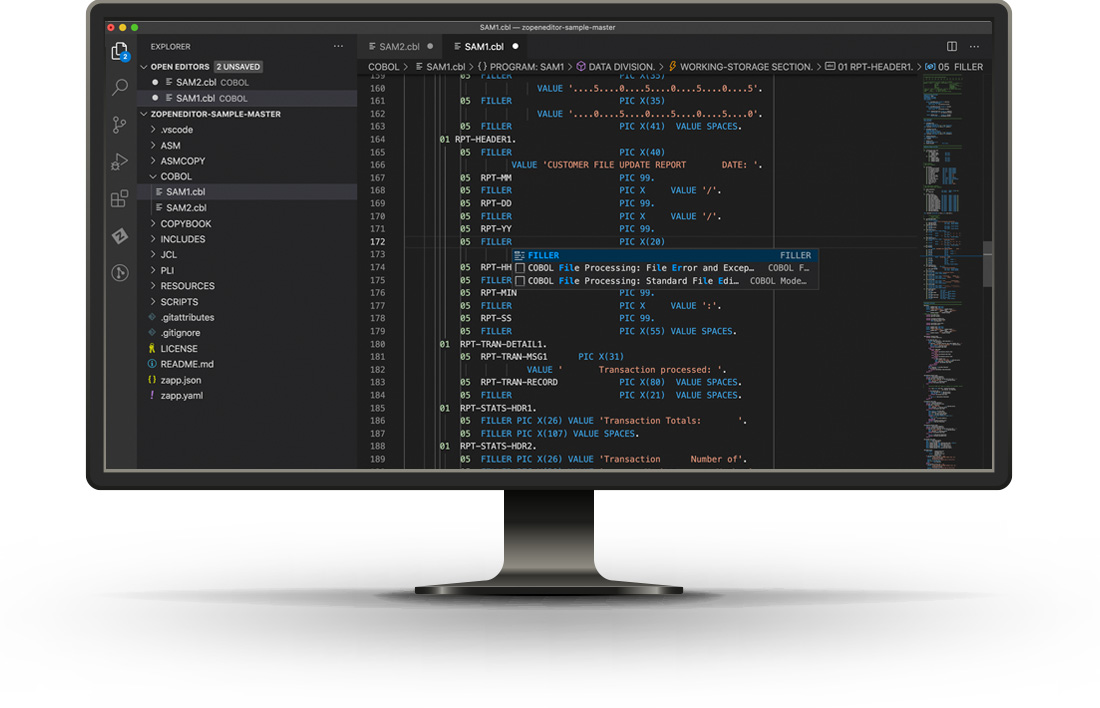 SAM1.cbl — zopeneditor-sample-master
EXPLORER ···
SAM2.cbl
SAM1.cbl
COBOL > SAM1.cbl > {} PROGRAM: SAM1 > DATA DIVISION. > WORKING-STORAGE SECTION. > 01 RPT-HEADER1. > 05 FILLER
2
OPEN EDITORS 2 UNSAVED
SAM2.cbl COBOL
SAM1.cbl COBOL
ZOPENEDITOR-SAMPLE-MASTER
> .vscode
> ASM
> ASMCOPY
COBOL
SAM1.cbl
SAM2.cbl
> COPYBOOK
> INCLUDES
> JCL
> PLI
> RESOURCES
> SCRIPTS
.gitattributes
.gitignore
LICENSE
README.md
{} zapp.json
! zapp.yaml
159 05 FILLER PIC X(35)
160 VALUE '....5....0....5....0....5....0....5'.
161 05 FILLER PIC X(35)
162 VALUE '....0....5....0....5....0....5....0'.
163 05 FILLER PIC X(41) VALUE SPACES.
164 01 RPT-HEADER1.
165 05 FILLER PIC X(40)
166 VALUE 'CUSTOMER FILE UPDATE REPORT DATE: '.
167 05 RPT-MM PIC 99.
168 05 FILLER PIC X VALUE '/'.
169 05 RPT-DD PIC 99.
170 05 FILLER PIC X VALUE '/'.
171 05 RPT-YY PIC 99.
172 05 FILLER PIC X(20)
173 FILLER FILLER
174 05 RPT-HH COBOL File Processing: File Error and Excep… COBOL F…
175 05 FILLER COBOL File Processing: Standard File Edi… COBOL Mode…
176 05 RPT-MIN PIC 99.
177 05 FILLER PIC X VALUE ':'.
178 05 RPT-SS PIC 99.
179 05 FILLER PIC X(55) VALUE SPACES.
180 01 RPT-TRAN-DETAIL1.
181 05 RPT-TRAN-MSG1 PIC X(31)
182 VALUE ' Transaction processed: '.
183 05 RPT-TRAN-RECORD PIC X(80) VALUE SPACES.
184 05 FILLER PIC X(21) VALUE SPACES.
185 01 RPT-STATS-HDR1.
186 05 FILLER PIC X(26) VALUE 'Transaction Totals: '.
187 05 FILLER PIC X(107) VALUE SPACES.
188 01 RPT-STATS-HDR2.
189 05 FILLER PIC X(26) VALUE 'Transaction Number of'.